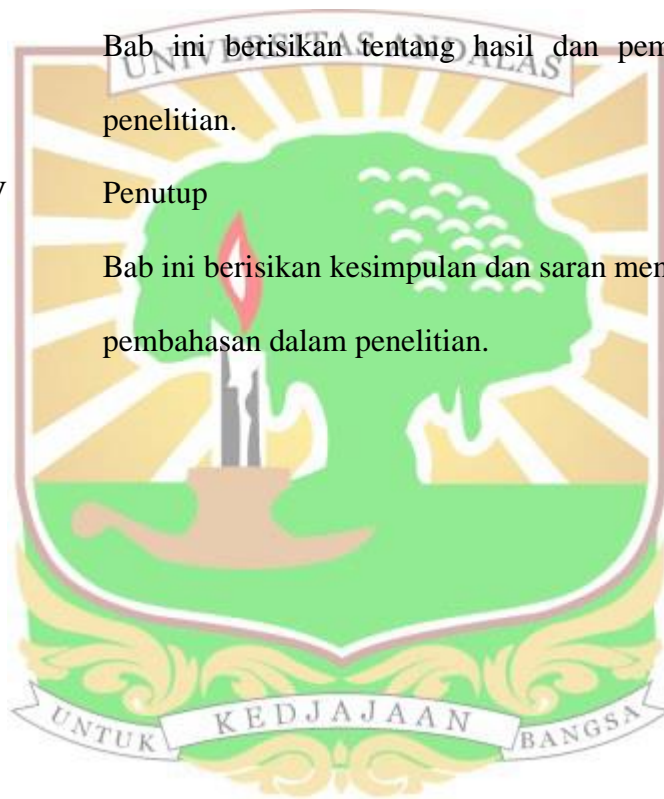 Bab ini berisikan tentang hasil dan pem
UNIVERSITAS ANDALAS
penelitian.
V Penutup
Bab ini berisikan kesimpulan dan saran men
pembahasan dalam penelitian.
UNTUK KEDJAJAAN BANGSA